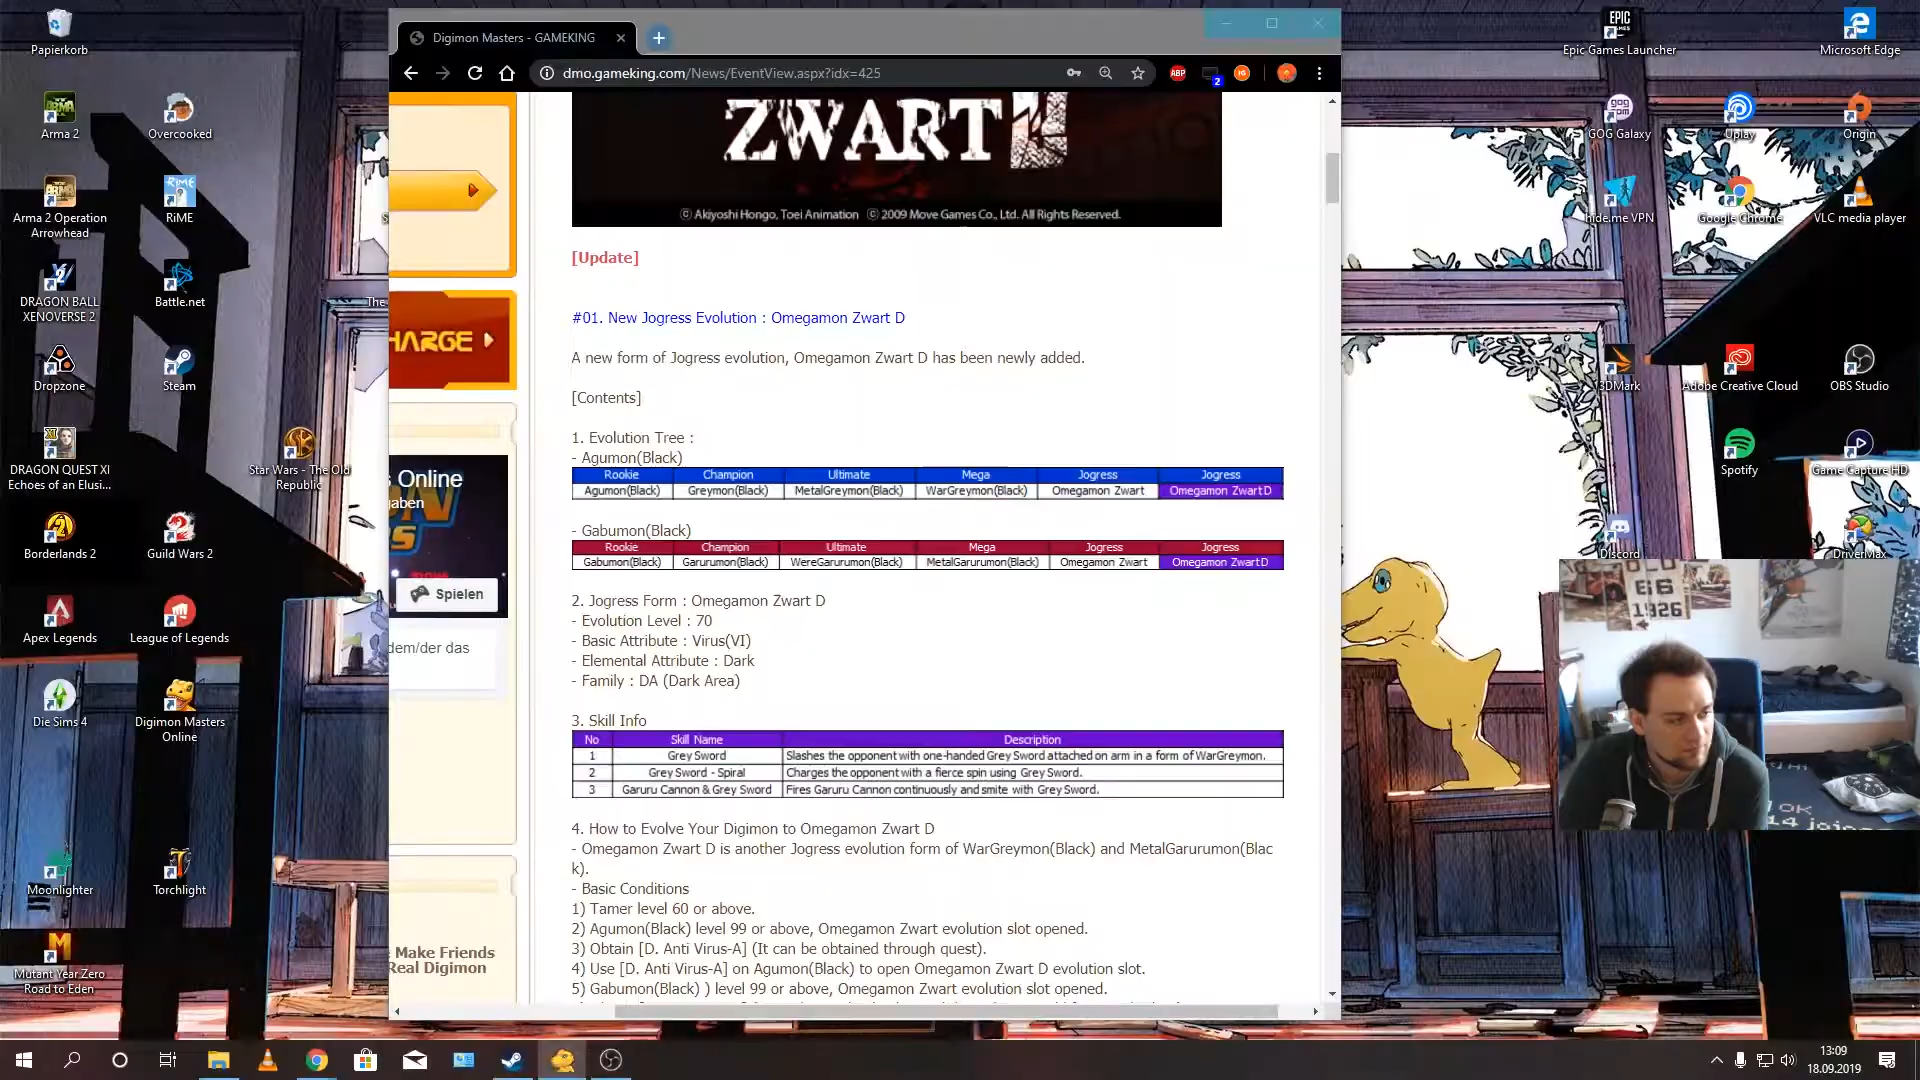 Papierkorb
Arma 2
Overcooked
Arma 2 Operation
Arrowhead
RiME
DRAGON BALL
XENOVERSE 2
Battle.net
Dropzone
Steam
DRAGON QUEST XI
Echoes of an Elusi...
Star Wars - The Old
Republic
Borderlands 2
Guild Wars 2
Apex Legends
League of Legends
Die Sims 4
Digimon Masters
Online
Moonlighter
Torchlight
Mutant Year Zero
Road to Eden
The
Digimon Masters - GAMEKING
dmo.gameking.com/News/EventView.aspx?idx=425
ABP
2
ZWART
© Akiyoshi Hongo, Toei Animation © 2009 Move Games Co., Ltd. All Rights Reserved.
[Update]
#01. New Jogress Evolution : Omegamon Zwart D
A new form of Jogress evolution, Omegamon Zwart D has been newly added.
[Contents]
1. Evolution Tree :
- Agumon(Black)
Rookie Champion Ultimate Mega Jogress Jogress
Agumon(Black) Greymon(Black) MetalGreymon(Black) WarGreymon(Black) Omegamon Zwart Omegamon Zwart D
- Gabumon(Black)
Rookie Champion Ultimate Mega Jogress Jogress
Gabumon(Black) Garurumon(Black) WereGarurumon(Black) MetalGarurumon(Black) Omegamon Zwart Omegamon Zwart D
2. Jogress Form : Omegamon Zwart D
- Evolution Level : 70
- Basic Attribute : Virus(VI)
- Elemental Attribute : Dark
- Family : DA (Dark Area)
3. Skill Info
No Skill Name Description
1 Grey Sword Slashes the opponent with one-handed Grey Sword attached on arm in a form of WarGreymon.
2 Grey Sword - Spiral Charges the opponent with a fierce spin using Grey Sword.
3 Garuru Cannon & Grey Sword Fires Garuru Cannon continuously and smite with Grey Sword.
4. How to Evolve Your Digimon to Omegamon Zwart D
- Omegamon Zwart D is another Jogress evolution form of WarGreymon(Black) and MetalGarurumon(Blac
k).
- Basic Conditions
1) Tamer level 60 or above.
2) Agumon(Black) level 99 or above, Omegamon Zwart evolution slot opened.
3) Obtain [D. Anti Virus-A] (It can be obtained through quest).
4) Use [D. Anti Virus-A] on Agumon(Black) to open Omegamon Zwart D evolution slot.
5) Gabumon(Black) ) level 99 or above, Omegamon Zwart evolution slot opened.
HARGE
s Online
gaben
Spielen
dem/der das
Make Friends
Real Digimon
Epic Games Launcher
Microsoft Edge
GOG Galaxy
Uplay
Origin
hide.me VPN
Google Chrome
VLC media player
3DMark
Adobe Creative Cloud
OBS Studio
Spotify
Game Capture HD
Discord
DriverMax
66
1926
OK
14
13:09
18.09.2019